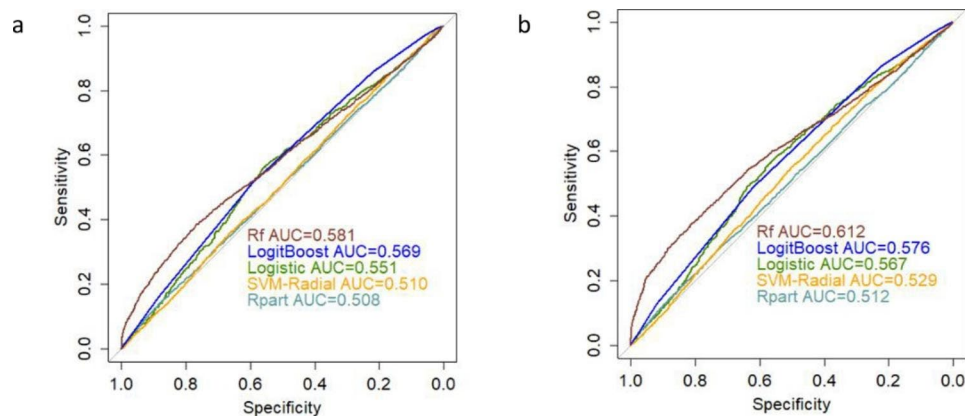 a
1.0
0.8
0.6
0.4
0.2
0.0
Sensitivity
Rf AUC=0.581
LogitBoost AUC=0.569
Logistic AUC=0.551
SVM-Radial AUC=0.510
Rpart AUC=0.508
1.0 0.8 0.6 0.4 0.2 0.0
Specificity
b
1.0
0.8
0.6
0.4
0.2
0.0
Sensitivity
Rf AUC=0.612
LogitBoost AUC=0.576
Logistic AUC=0.567
SVM-Radial AUC=0.529
Rpart AUC=0.512
1.0 0.8 0.6 0.4 0.2 0.0
Specificity